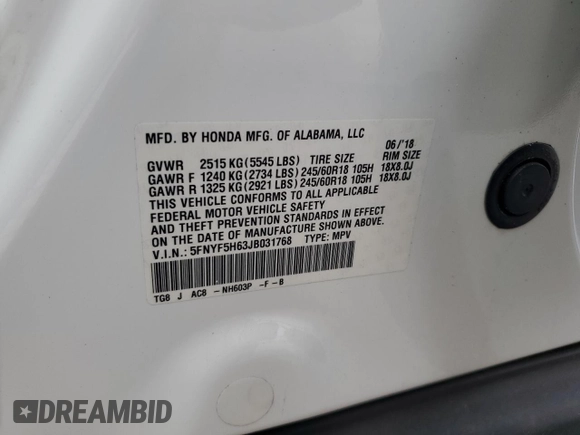 MFD. BY HONDA MFG. OF ALABAMA, LLC 06/'18
GVWR 2515 KG(5545 LBS) TIRE SIZE RIM SIZE
GAWR F 1240 KG(2734 LBS)245/60R18 105H 18X8.0J
GAWR R 1325 KG(2921 LBS)245/60R18 105H 18X8.0J
THIS VEHICLE CONFORMS TO ALL APPLICABLE
FEDERAL MOTOR VEHICLE SAFETY
AND THEFT PREVENTION STANDARDS IN EFFECT
ON THE DATE OF MANUFACTURE SHOWN ABOVE.
V.I.N.: 5FNYF5H63JB031768 TYPE: MPV
TG8 J AC8 -NH603P -F -B
DREAMBID